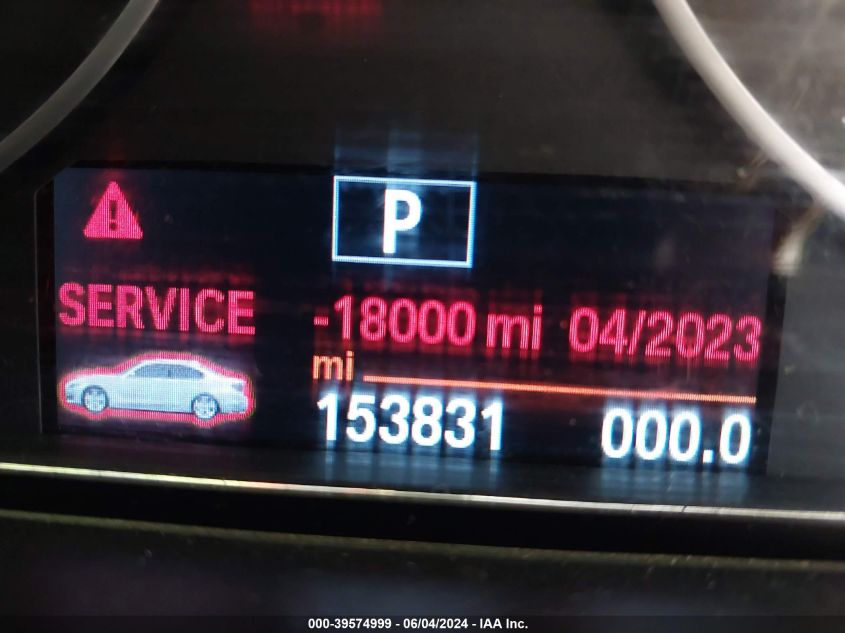 P
SERVICE -18000 mi 04/2023
mi
153831 000.0
000-39574999 - 06/04/2024 - IAA Inc.